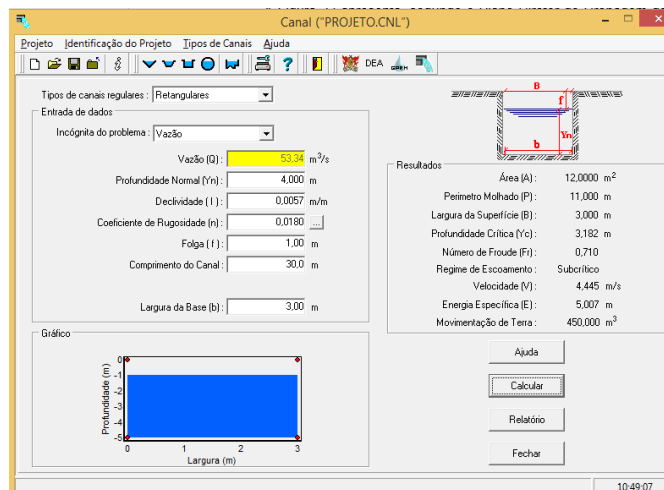 Canal ("PROJETO.CNL")
Projeto Identificação do Projeto Tipos de Canais Ajuda
DEA
Tipos de canais regulares : Retangulares
Entrada de dados
Incógnita do problema : Vazão
Vazão (Q) : 53,34 m³/s
Profundidade Normal (Yn) : 4,000 m
Declividade ( I ) : 0,0057 m/m
Coeficiente de Rugosidade (n) : 0,0180 ...
Folga ( f ) : 1,00 m
Comprimento do Canal : 30,0 m
Largura da Base (b) : 3,00 m
B
f
Yn
b
Resultados
Área (A) : 12,0000 m²
Perimetro Molhado (P) : 11,000 m
Largura da Superfície (B) : 3,000 m
Profundidade Crítica (Yc) : 3,182 m
Número de Froude (Fr) : 0,710
Regime de Escoamento : Subcrítico
Velocidade (V) : 4,445 m/s
Energia Específica (E) : 5,007 m
Movimentação de Terra : 450,000 m³
Gráfico
Profundidade (m)
0
-1
-2
-3
-4
-5
0 1 2 3
Largura (m)
Ajuda
Calcular
Relatório
Fechar
10:49:07